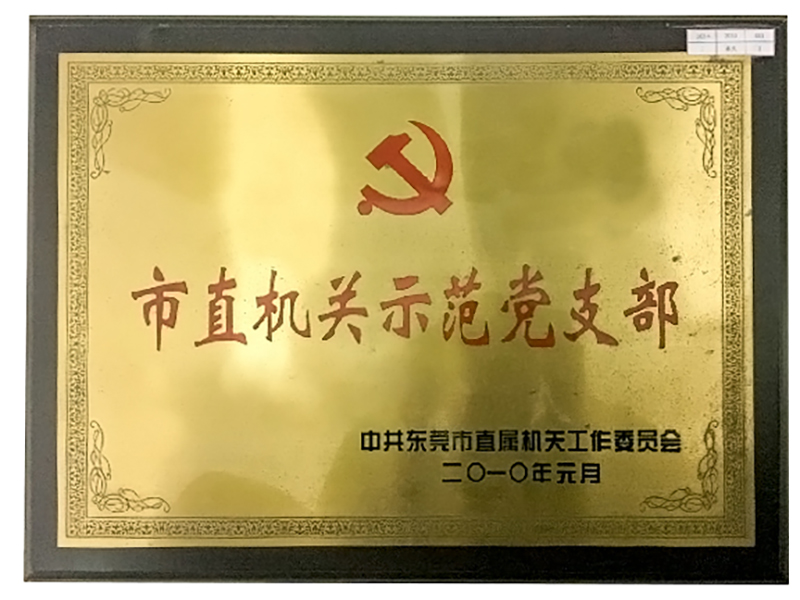 市直机关示范党支部
中共东莞市直属机关工作委员会
二〇一〇年元月